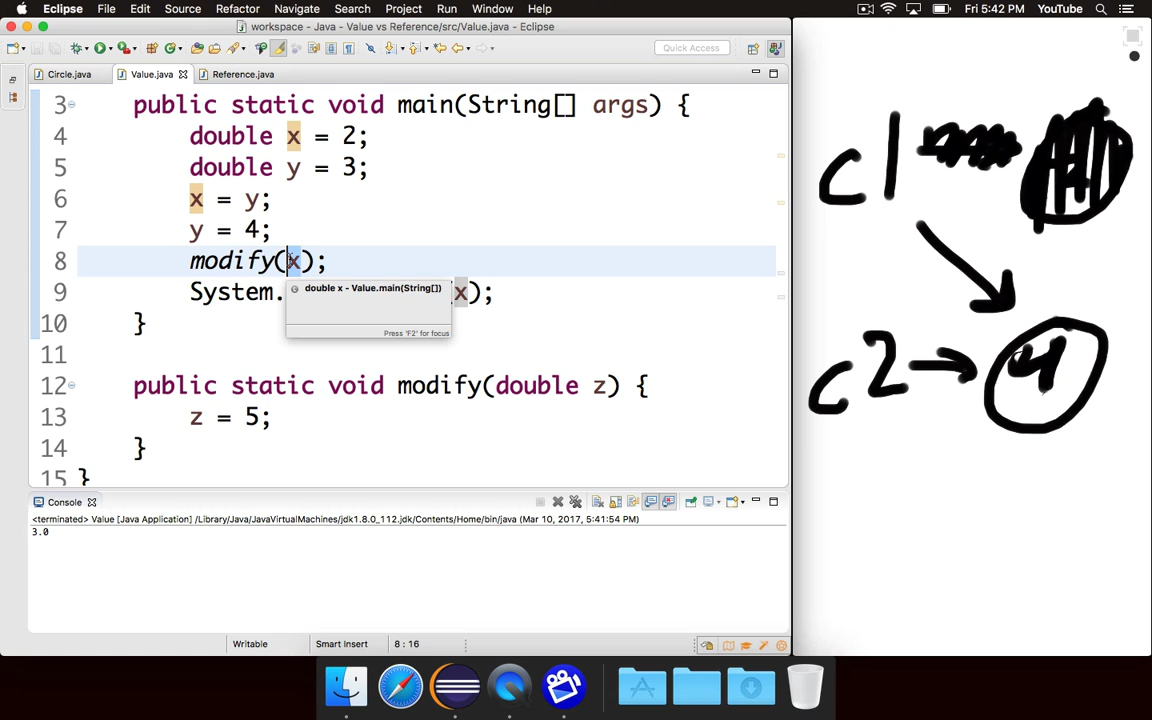 Eclipse File Edit Source Refactor Navigate Search Project Run Window Help Fri 5:42 PM YouTube
workspace - Java - Value vs Reference/src/Value.java - Eclipse
Quick Access
Circle.java Value.java Reference.java
3 public static void main(String[] args) {
4 double x = 2;
5 double y = 3;
6 x = y;
7 y = 4;
8 modify(x);
9 System. (x);
double x - Value.main(String[])
Press 'F2' for focus
10 }
11
12 public static void modify(double z) {
13 z = 5;
14 }
15 }
Console
<terminated> Value [Java Application] /Library/Java/JavaVirtualMachines/jdk1.8.0_112.jdk/Contents/Home/bin/java (Mar 10, 2017, 5:41:54 PM)
3.0
Writable Smart Insert 8 : 16
c1
c2 → 4